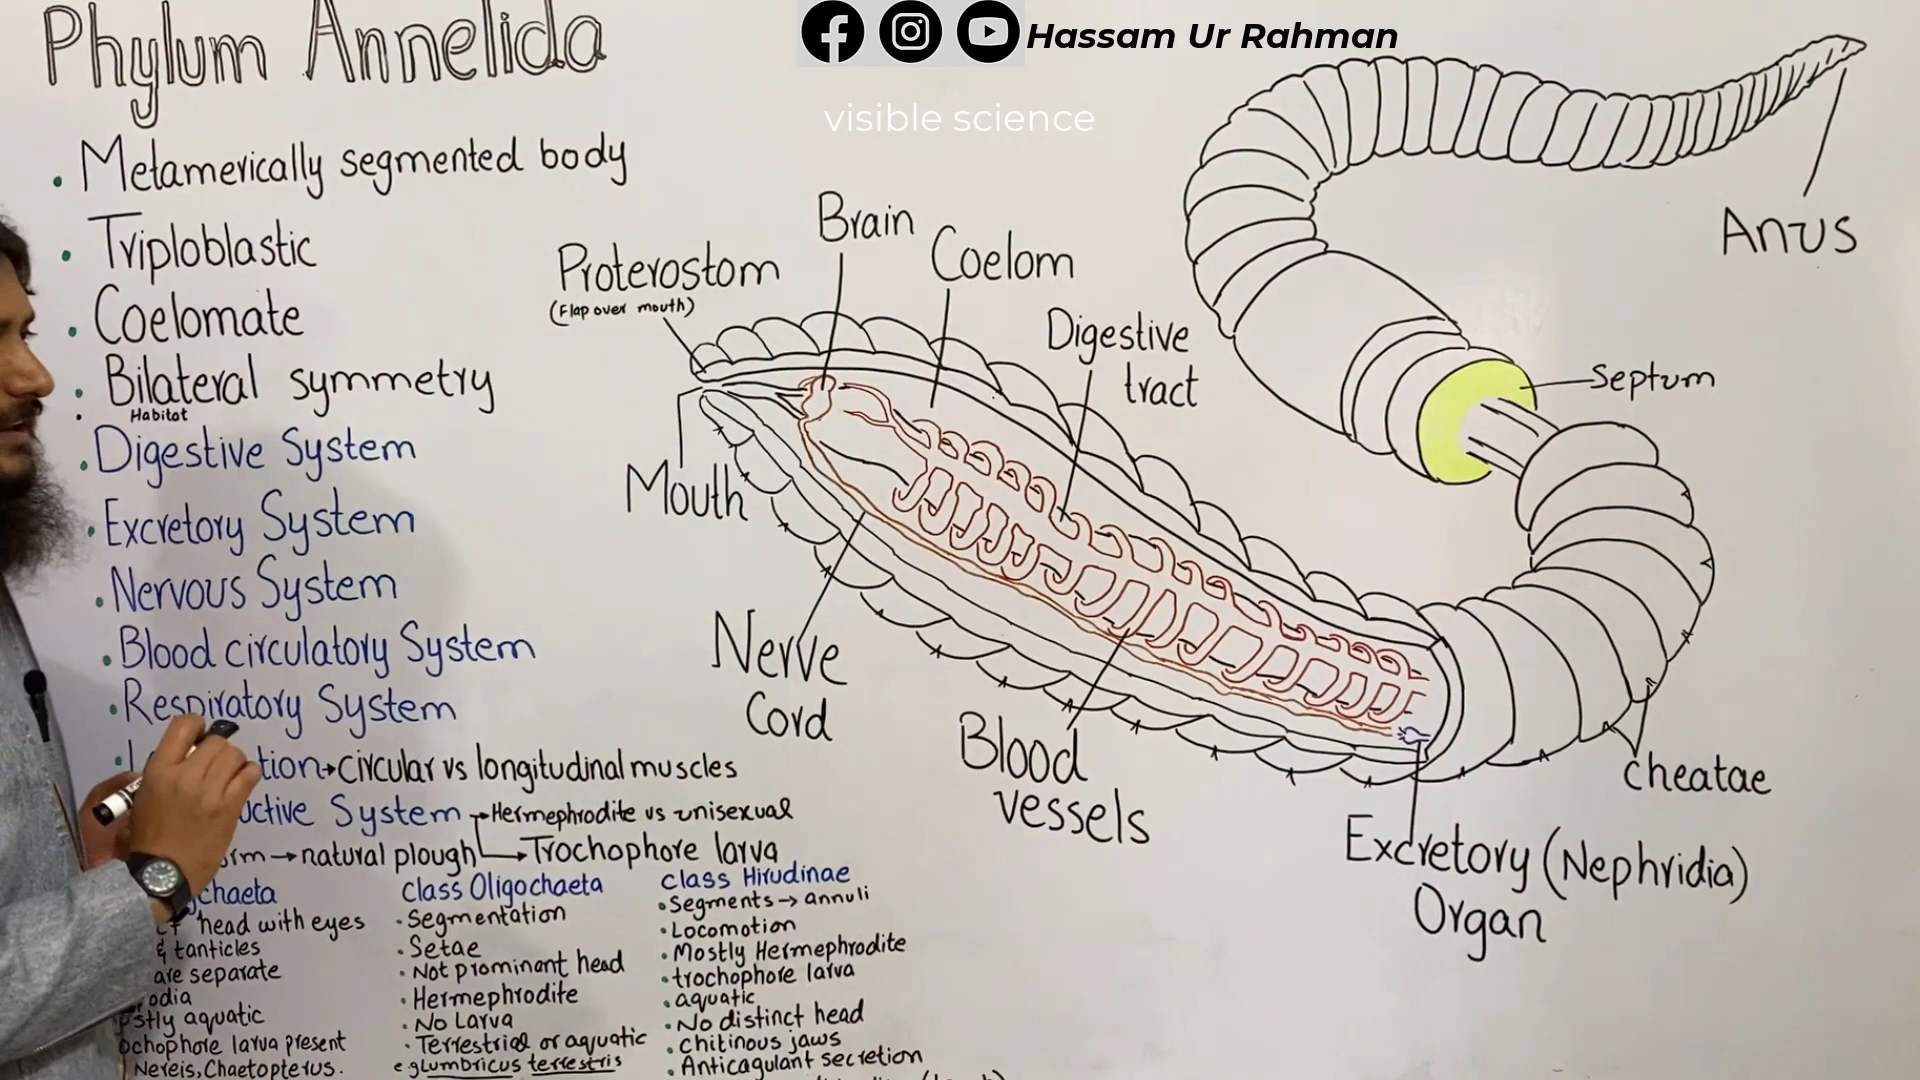 Hassam Ur Rahman
visible science
Phylum Annelida
Metamerically segmented body
Triploblastic
Coelomate
Bilateral symmetry
Habitat
Digestive System
Excretory System
Nervous System
Blood circulatory System
Respiratory System
tion→circular vs longitudinal muscles
uctive System →Hermephrodite vs unisexual
→natural plough →Trochophore larva
chaeta
head with eyes
& tanticles
are separate
odia
stly aquatic
ochophore larva present
Nereis, Chaetopterus.
Class Oligochaeta
Segmentation
Setae
Not prominant head
Hermephrodite
No Larva
Terrestrial or aquatic
eg Lumbricus terrestris
Class Hirudinae
Segments→annuli
Locomotion
Mostly Hermephrodite
trochophore larva
aquatic
No distinct head
chitinous jaws
Anticagulant secretion
Proterostom
(Flap over mouth)
Brain
Coelom
Digestive
tract
Mouth
Nerve
Cord
Blood
vessels
Anus
Septum
Cheatae
Excretory (Nephridia)
Organ